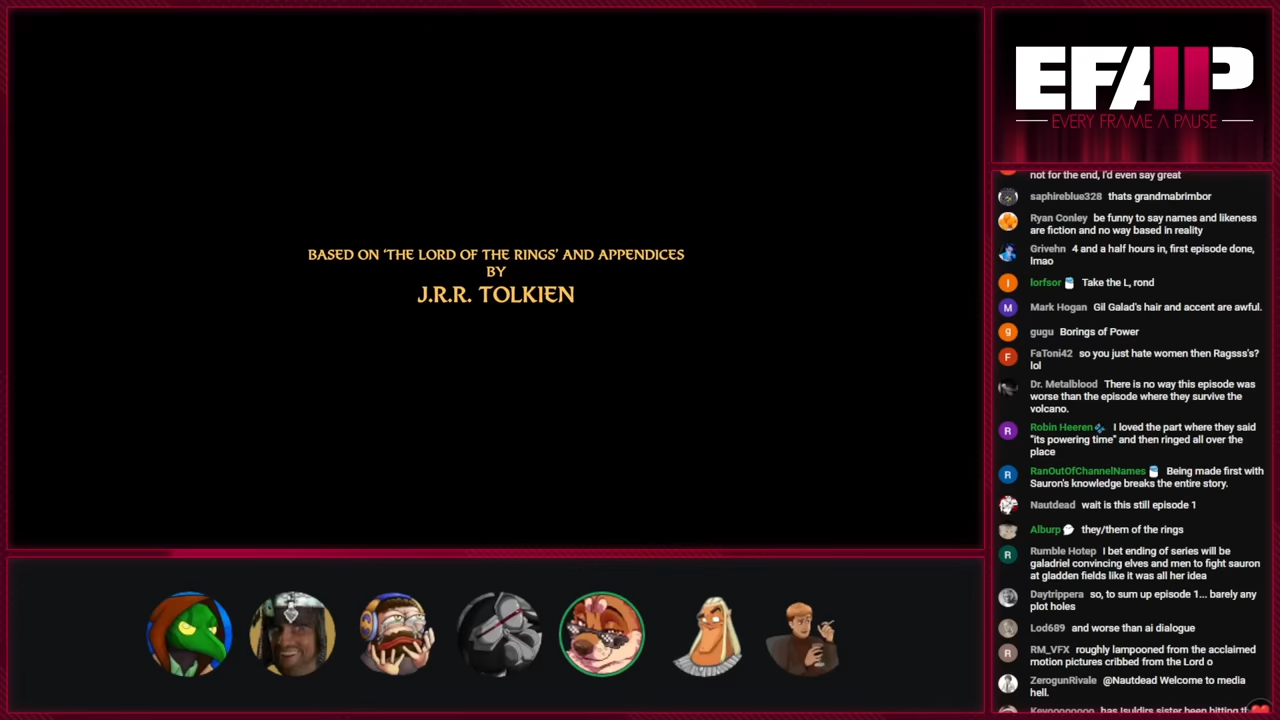 BASED ON ‘THE LORD OF THE RINGS’ AND APPENDICES
BY
J.R.R. TOLKIEN
EFAP
EVERY FRAME A PAUSE
not for the end, I'd even say great
saphireblue328 thats grandmabrimbor
Ryan Conley be funny to say names and likeness
are fiction and no way based in reality
Grivehn 4 and a half hours in, first episode done,
lmao
lorfsor Take the L, rond
Mark Hogan Gil Galad's hair and accent are awful.
gugu Borings of Power
FaToni42 so you just hate women then Ragsss's?
lol
Dr. Metalblood There is no way this episode was
worse than the episode where they survive the
volcano.
Robin Heeren I loved the part where they said
"its powering time" and then ringed all over the
place
RanOutOfChannelNames Being made first with
Sauron's knowledge breaks the entire story.
Nautdead wait is this still episode 1
Alburp they/them of the rings
Rumble Hotep I bet ending of series will be
galadriel convincing elves and men to fight sauron
at gladden fields like it was all her idea
Daytrippera so, to sum up episode 1... barely any
plot holes
Lod689 and worse than ai dialogue
RM_VFX roughly lampooned from the acclaimed
motion pictures cribbed from the Lord o
ZerogunRivale @Nautdead Welcome to media
hell.
has Isuldirs sister been hitting